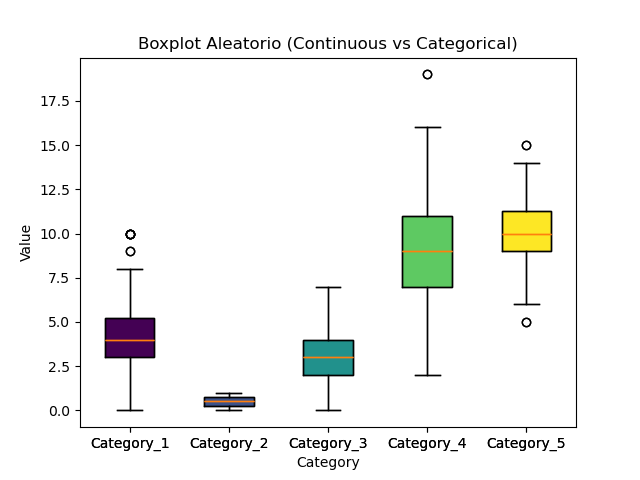 Boxplot Aleatorio (Continuous vs Categorical)
Value
17.5
15.0
12.5
10.0
7.5
5.0
2.5
0.0
Category_1 Category_2 Category_3 Category_4 Category_5
Category